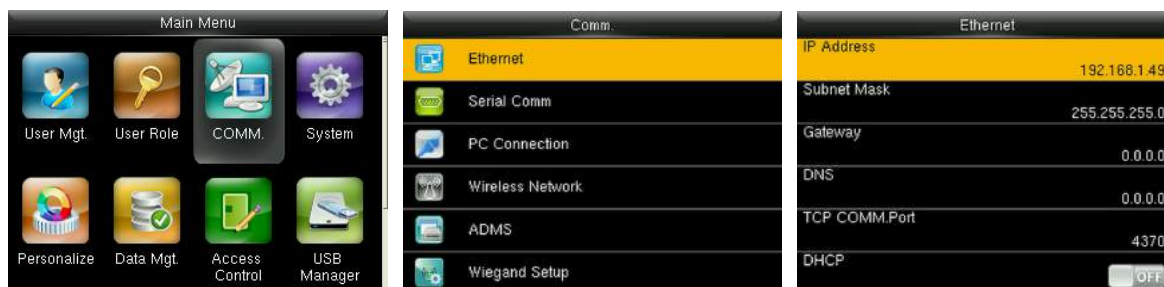 Main Menu
User Mgt.
User Role
COMM.
System
Personalize
Data Mgt.
Access
Control
USB
Manager
Comm.
Ethernet
Serial Comm
PC Connection
Wireless Network
ADMS
Wiegand Setup
Ethernet
IP Address
192.168.1.49
Subnet Mask
255.255.255.0
Gateway
0.0.0.0
DNS
0.0.0.0
TCP COMM.Port
4370
DHCP
OFF